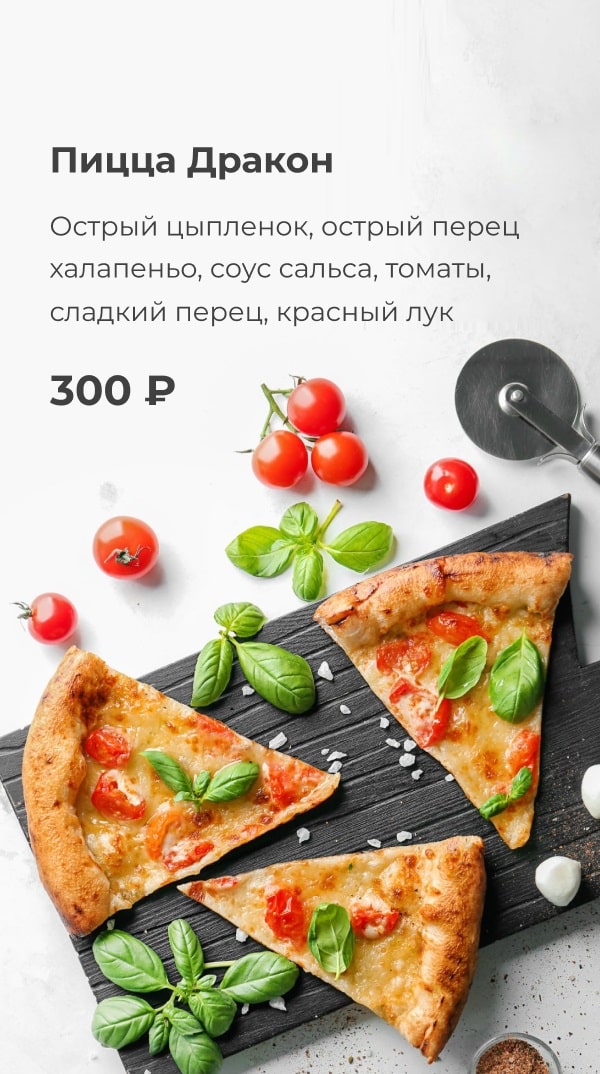 Пицца Дракон
Острый цыпленок, острый перец
халапеньо, соус сальса, томаты,
сладкий перец, красный лук
300 ₽